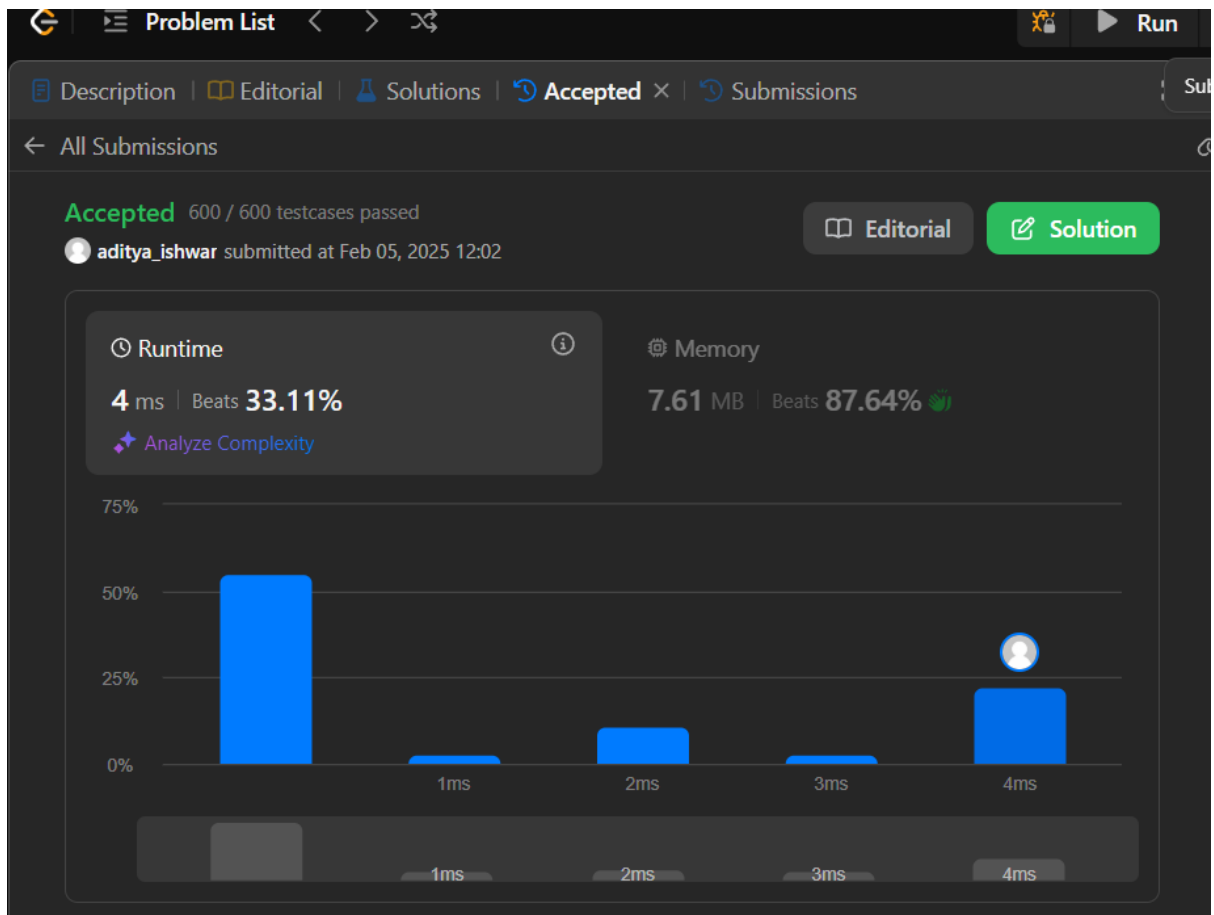 Problem List Run
Description Editorial Solutions Accepted Submissions
All Submissions
Accepted 600 / 600 testcases passed
aditya_ishwar submitted at Feb 05, 2025 12:02
Editorial Solution
Runtime Memory
4 ms Beats 33.11% 7.61 MB Beats 87.64%
Analyze Complexity
75%
50%
25%
0%
1ms 2ms 3ms 4ms
1ms 2ms 3ms 4ms